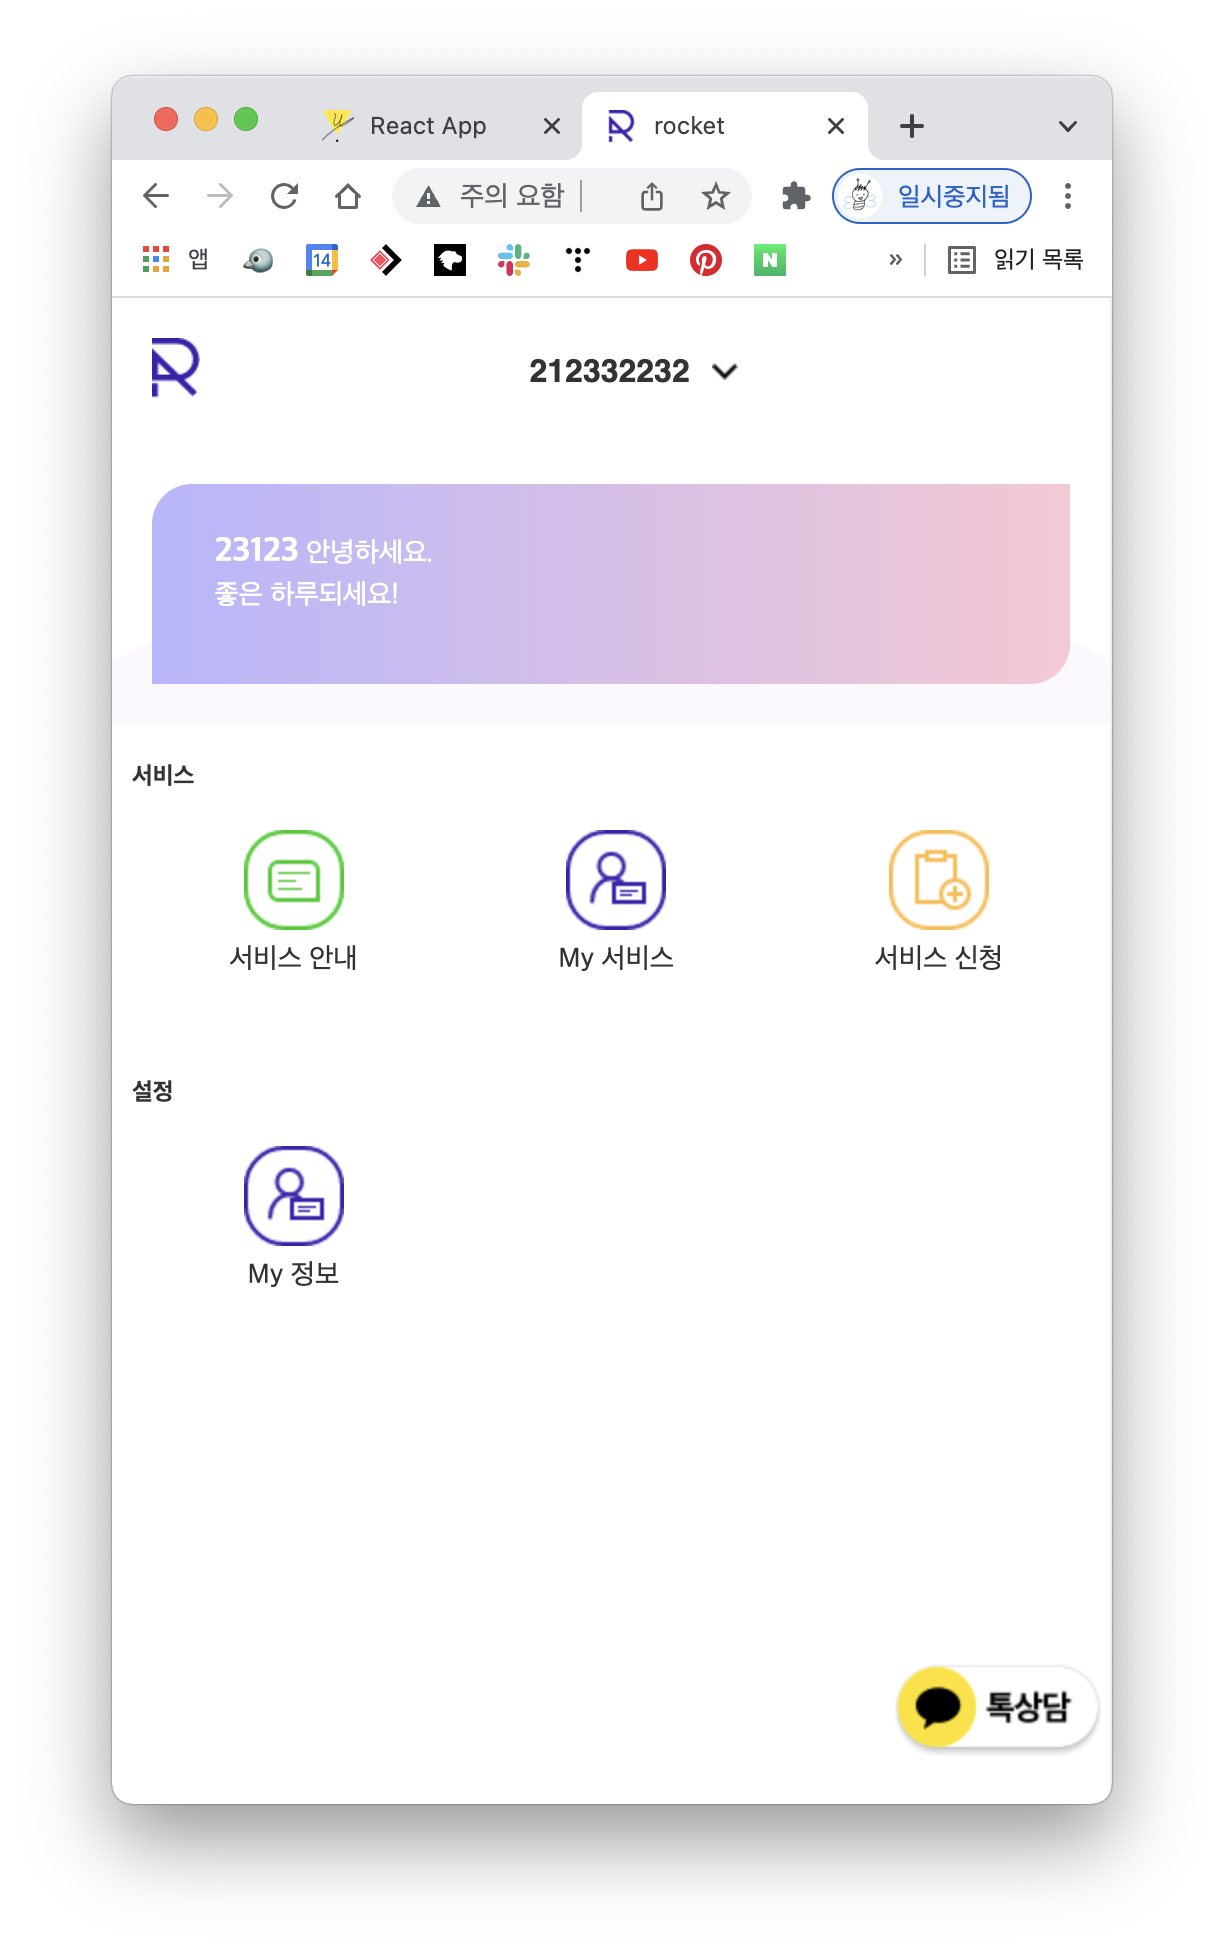 React App
rocket
주의 요함
일시중지됨
앱
14
N
읽기 목록
212332232
23123 안녕하세요.
좋은 하루되세요!
서비스
서비스 안내
My 서비스
서비스 신청
설정
My 정보
톡상담